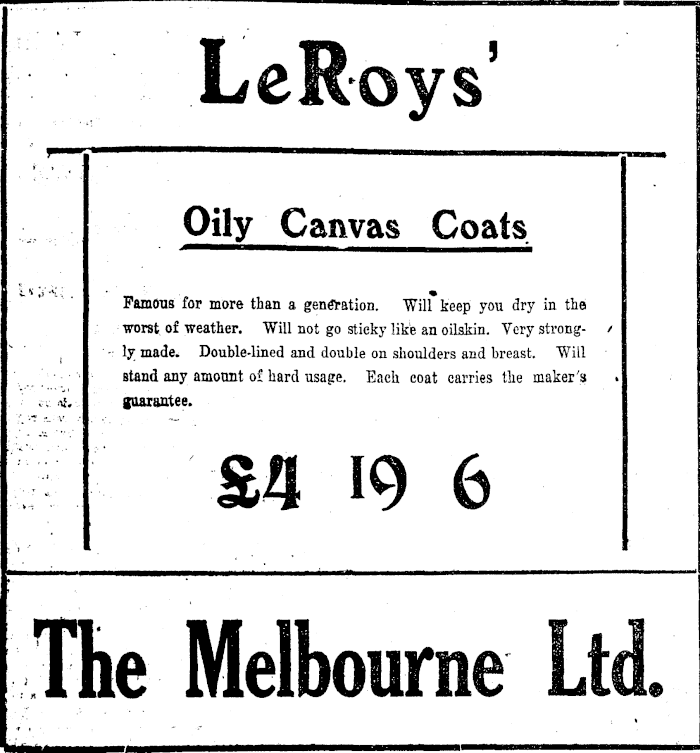 LeRoys'
Oily Canvas Coats
Famous for more than a generation. Will keep you dry in the
worst of weather. Will not go sticky like an oilskin. Very strong-
ly made. Double-lined and double on shoulders and breast. Will
stand any amount of hard usage. Each coat carries the maker's
guarantee.
£4 19 6
The Melbourne Ltd.